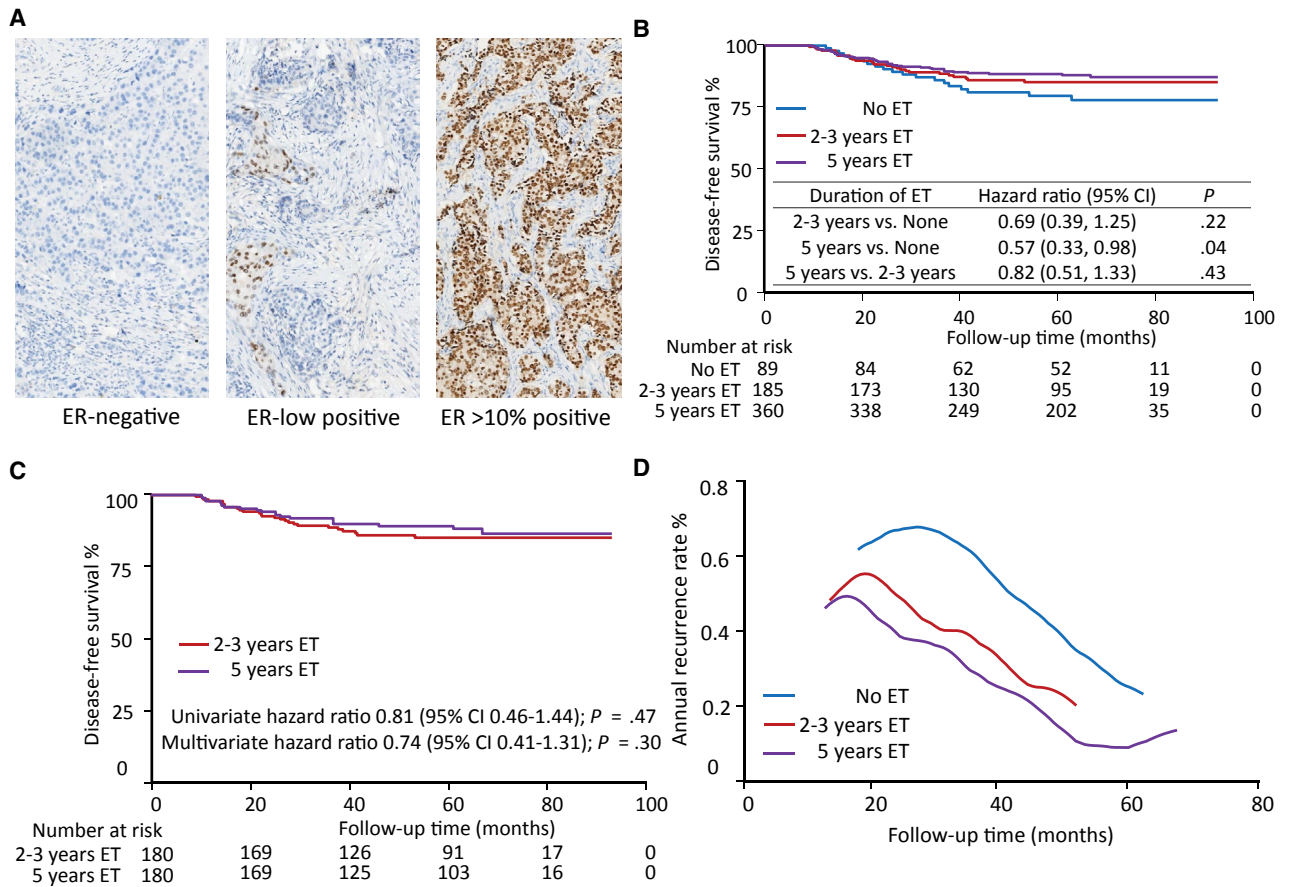 A
ER-negative
ER-low positive
ER >10% positive
B
Disease-free survival %
100
75
50
25
0
No ET
2-3 years ET
5 years ET
Duration of ET Hazard ratio (95% CI) P
2-3 years vs. None 0.69 (0.39, 1.25) .22
5 years vs. None 0.57 (0.33, 0.98) .04
5 years vs. 2-3 years 0.82 (0.51, 1.33) .43
0 20 40 60 80 100
Follow-up time (months)
Number at risk
No ET 89 84 62 52 11 0
2-3 years ET 185 173 130 95 19 0
5 years ET 360 338 249 202 35 0
C
Disease-free survival %
100
75
50
25
0
2-3 years ET
5 years ET
Univariate hazard ratio 0.81 (95% CI 0.46-1.44); P = .47
Multivariate hazard ratio 0.74 (95% CI 0.41-1.31); P = .30
0 20 40 60 80 100
Follow-up time (months)
Number at risk
2-3 years ET 180 169 126 91 17 0
5 years ET 180 169 125 103 16 0
D
Annual recurrence rate %
0.8
0.6
0.4
0.2
0
No ET
2-3 years ET
5 years ET
0 20 40 60 80
Follow-up time (months)